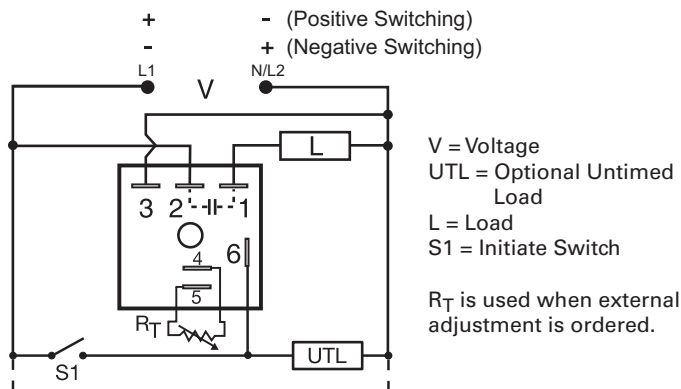 + - (Positive Switching)
- + (Negative Switching)
L1 N/L2
V
L
3 2 1
6
4
5
RT
S1
UTL
V = Voltage
UTL = Optional Untimed
Load
L = Load
S1 = Initiate Switch
RT is used when external
adjustment is ordered.